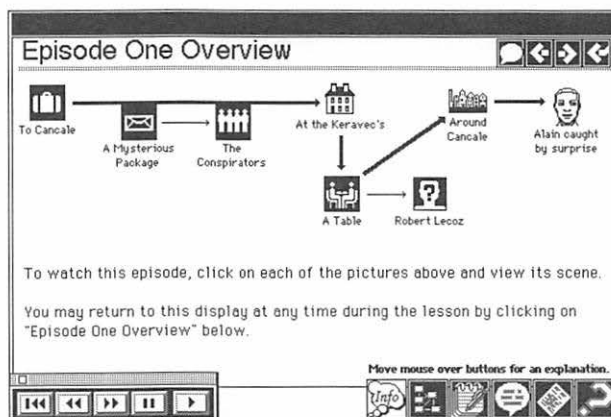 Episode One Overview
To Cancale
A Mysterious
Package
The
Conspirators
At the Keravec's
Around
Cancale
Alain caught
by surprise
A Table
Robert Lecoz
To watch this episode, click on each of the pictures above and view its scene.
You may return to this display at any time during the lesson by clicking on
"Episode One Overview" below.
Move mouse over buttons for an explanation.
Info